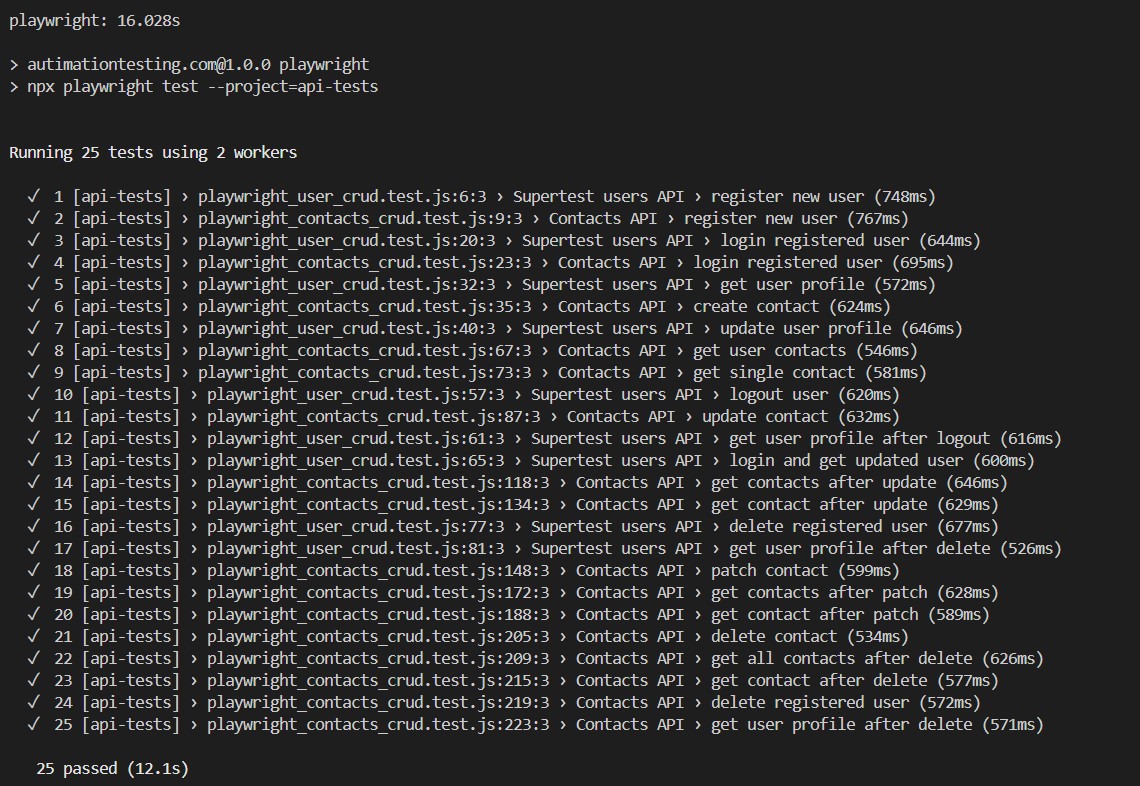 playwright: 16.028s
> autimationtesting.com@1.0.0 playwright
> npx playwright test --project=api-tests
Running 25 tests using 2 workers
✓ 1 [api-tests] › playwright_user_crud.test.js:6:3 › Supertest users API › register new user (748ms)
✓ 2 [api-tests] › playwright_contacts_crud.test.js:9:3 › Contacts API › register new user (767ms)
✓ 3 [api-tests] › playwright_user_crud.test.js:20:3 › Supertest users API › login registered user (644ms)
✓ 4 [api-tests] › playwright_contacts_crud.test.js:23:3 › Contacts API › login registered user (695ms)
✓ 5 [api-tests] › playwright_user_crud.test.js:32:3 › Supertest users API › get user profile (572ms)
✓ 6 [api-tests] › playwright_contacts_crud.test.js:35:3 › Contacts API › create contact (624ms)
✓ 7 [api-tests] › playwright_user_crud.test.js:40:3 › Supertest users API › update user profile (646ms)
✓ 8 [api-tests] › playwright_contacts_crud.test.js:67:3 › Contacts API › get user contacts (546ms)
✓ 9 [api-tests] › playwright_contacts_crud.test.js:73:3 › Contacts API › get single contact (581ms)
✓ 10 [api-tests] › playwright_user_crud.test.js:57:3 › Supertest users API › logout user (620ms)
✓ 11 [api-tests] › playwright_contacts_crud.test.js:87:3 › Contacts API › update contact (632ms)
✓ 12 [api-tests] › playwright_user_crud.test.js:61:3 › Supertest users API › get user profile after logout (616ms)
✓ 13 [api-tests] › playwright_user_crud.test.js:65:3 › Supertest users API › login and get updated user (600ms)
✓ 14 [api-tests] › playwright_contacts_crud.test.js:118:3 › Contacts API › get contacts after update (646ms)
✓ 15 [api-tests] › playwright_contacts_crud.test.js:134:3 › Contacts API › get contact after update (629ms)
✓ 16 [api-tests] › playwright_user_crud.test.js:77:3 › Supertest users API › delete registered user (677ms)
✓ 17 [api-tests] › playwright_user_crud.test.js:81:3 › Supertest users API › get user profile after delete (526ms)
✓ 18 [api-tests] › playwright_contacts_crud.test.js:148:3 › Contacts API › patch contact (599ms)
✓ 19 [api-tests] › playwright_contacts_crud.test.js:172:3 › Contacts API › get contacts after patch (628ms)
✓ 20 [api-tests] › playwright_contacts_crud.test.js:188:3 › Contacts API › get contact after patch (589ms)
✓ 21 [api-tests] › playwright_contacts_crud.test.js:205:3 › Contacts API › delete contact (534ms)
✓ 22 [api-tests] › playwright_contacts_crud.test.js:209:3 › Contacts API › get all contacts after delete (626ms)
✓ 23 [api-tests] › playwright_contacts_crud.test.js:215:3 › Contacts API › get contact after delete (577ms)
✓ 24 [api-tests] › playwright_contacts_crud.test.js:219:3 › Contacts API › delete registered user (572ms)
✓ 25 [api-tests] › playwright_contacts_crud.test.js:223:3 › Contacts API › get user profile after delete (571ms)
25 passed (12.1s)